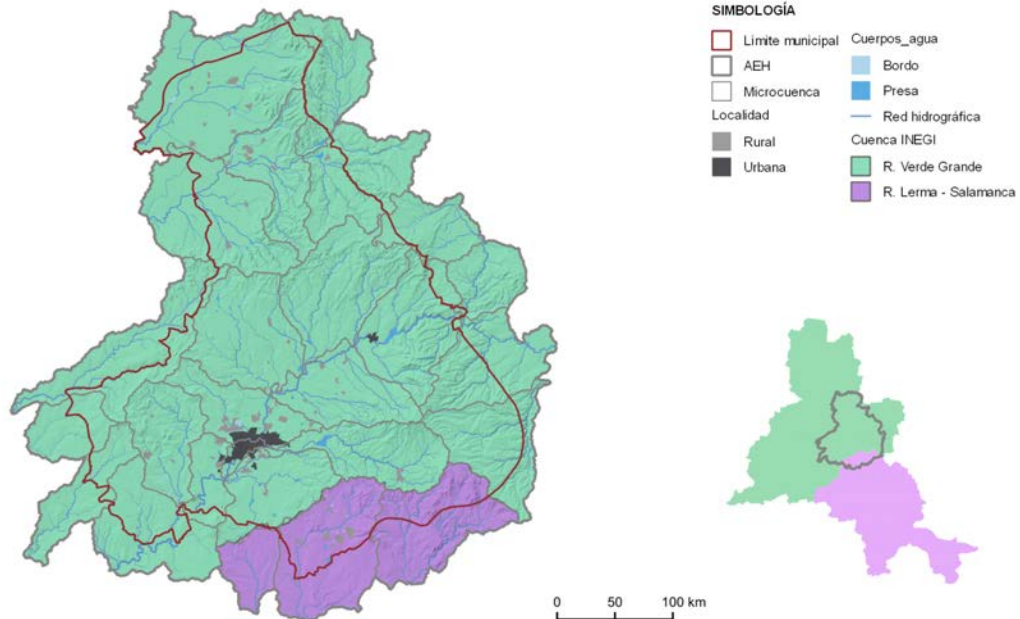 SIMBOLOGÍA
Limite municipal
AEH
Microcuenca
Localidad
Rural
Urbana
Cuerpos_agua
Bordo
Presa
Red hidrográfica
Cuenca INEGI
R. Verde Grande
R. Lerma - Salamanca
0 50 100 km